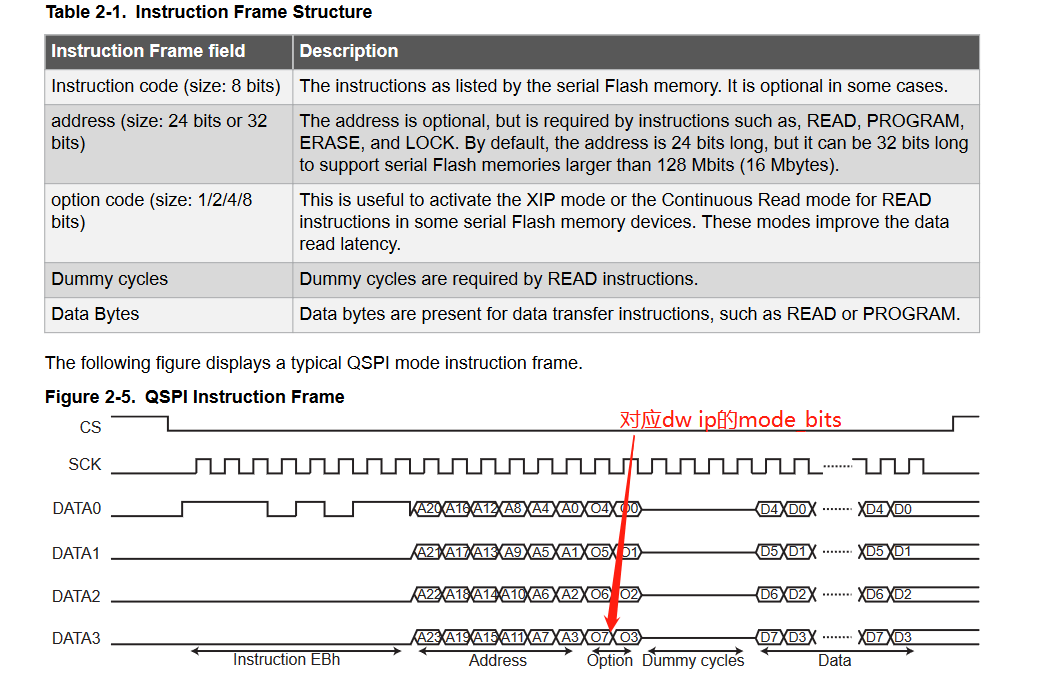 Table 2-1. Instruction Frame Structure
Instruction Frame field Description
Instruction code (size: 8 bits) The instructions as listed by the serial Flash memory. It is optional in some cases.
address (size: 24 bits or 32 bits) The address is optional, but is required by instructions such as, READ, PROGRAM,
ERASE, and LOCK. By default, the address is 24 bits long, but it can be 32 bits long
to support serial Flash memories larger than 128 Mbits (16 Mbytes).
option code (size: 1/2/4/8 bits) This is useful to activate the XIP mode or the Continuous Read mode for READ
instructions in some serial Flash memory devices. These modes improve the data
read latency.
Dummy cycles Dummy cycles are required by READ instructions.
Data Bytes Data bytes are present for data transfer instructions, such as READ or PROGRAM.
The following figure displays a typical QSPI mode instruction frame.
Figure 2-5. QSPI Instruction Frame
对应dw ip的mode bits
CS
SCK
DATA0 A20 A16 A12 A8 A4 A0 O4 O0 D4 D0 D4 D0
DATA1 A21 A17 A13 A9 A5 A1 O5 O1 D5 D1 D5 D1
DATA2 A22 A18 A14 A10 A6 A2 O6 O2 D6 D2 D6 D2
DATA3 A23 A19 A15 A11 A7 A3 O7 O3 D7 D3 D7 D3
Instruction EBh Address Option Dummy cycles Data